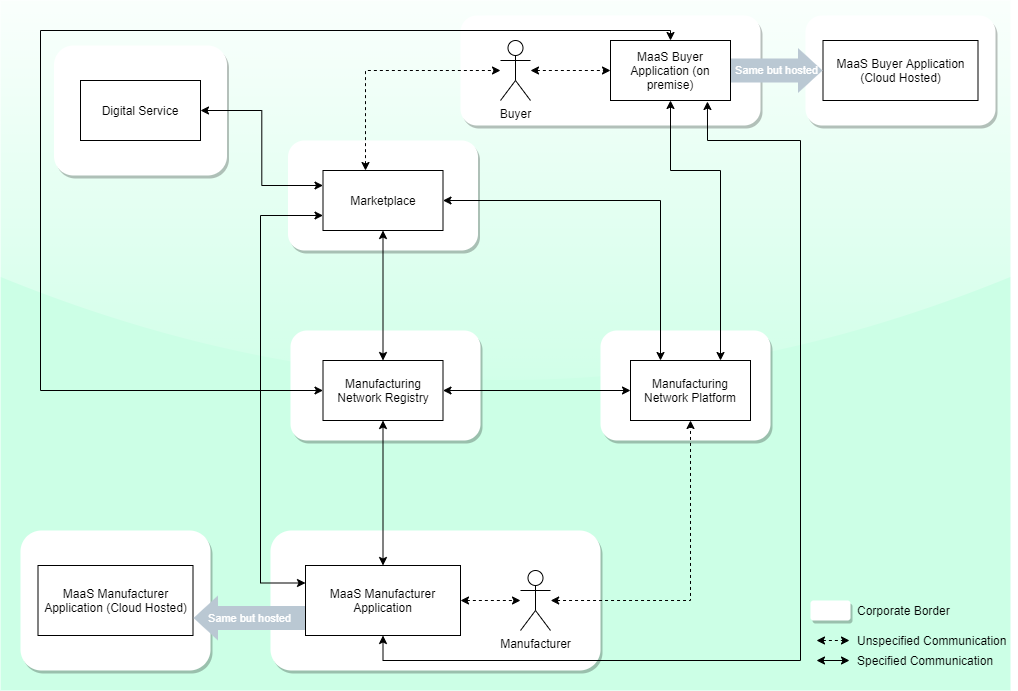 MaaS Buyer
Application (on
premise)
Same but hosted
MaaS Buyer Application
(Cloud Hosted)
Buyer
Digital Service
Marketplace
Manufacturing
Network Registry
Manufacturing
Network Platform
MaaS Manufacturer
Application (Cloud Hosted)
Same but hosted
MaaS Manufacturer
Application
Manufacturer
Corporate Border
Unspecified Communication
Specified Communication